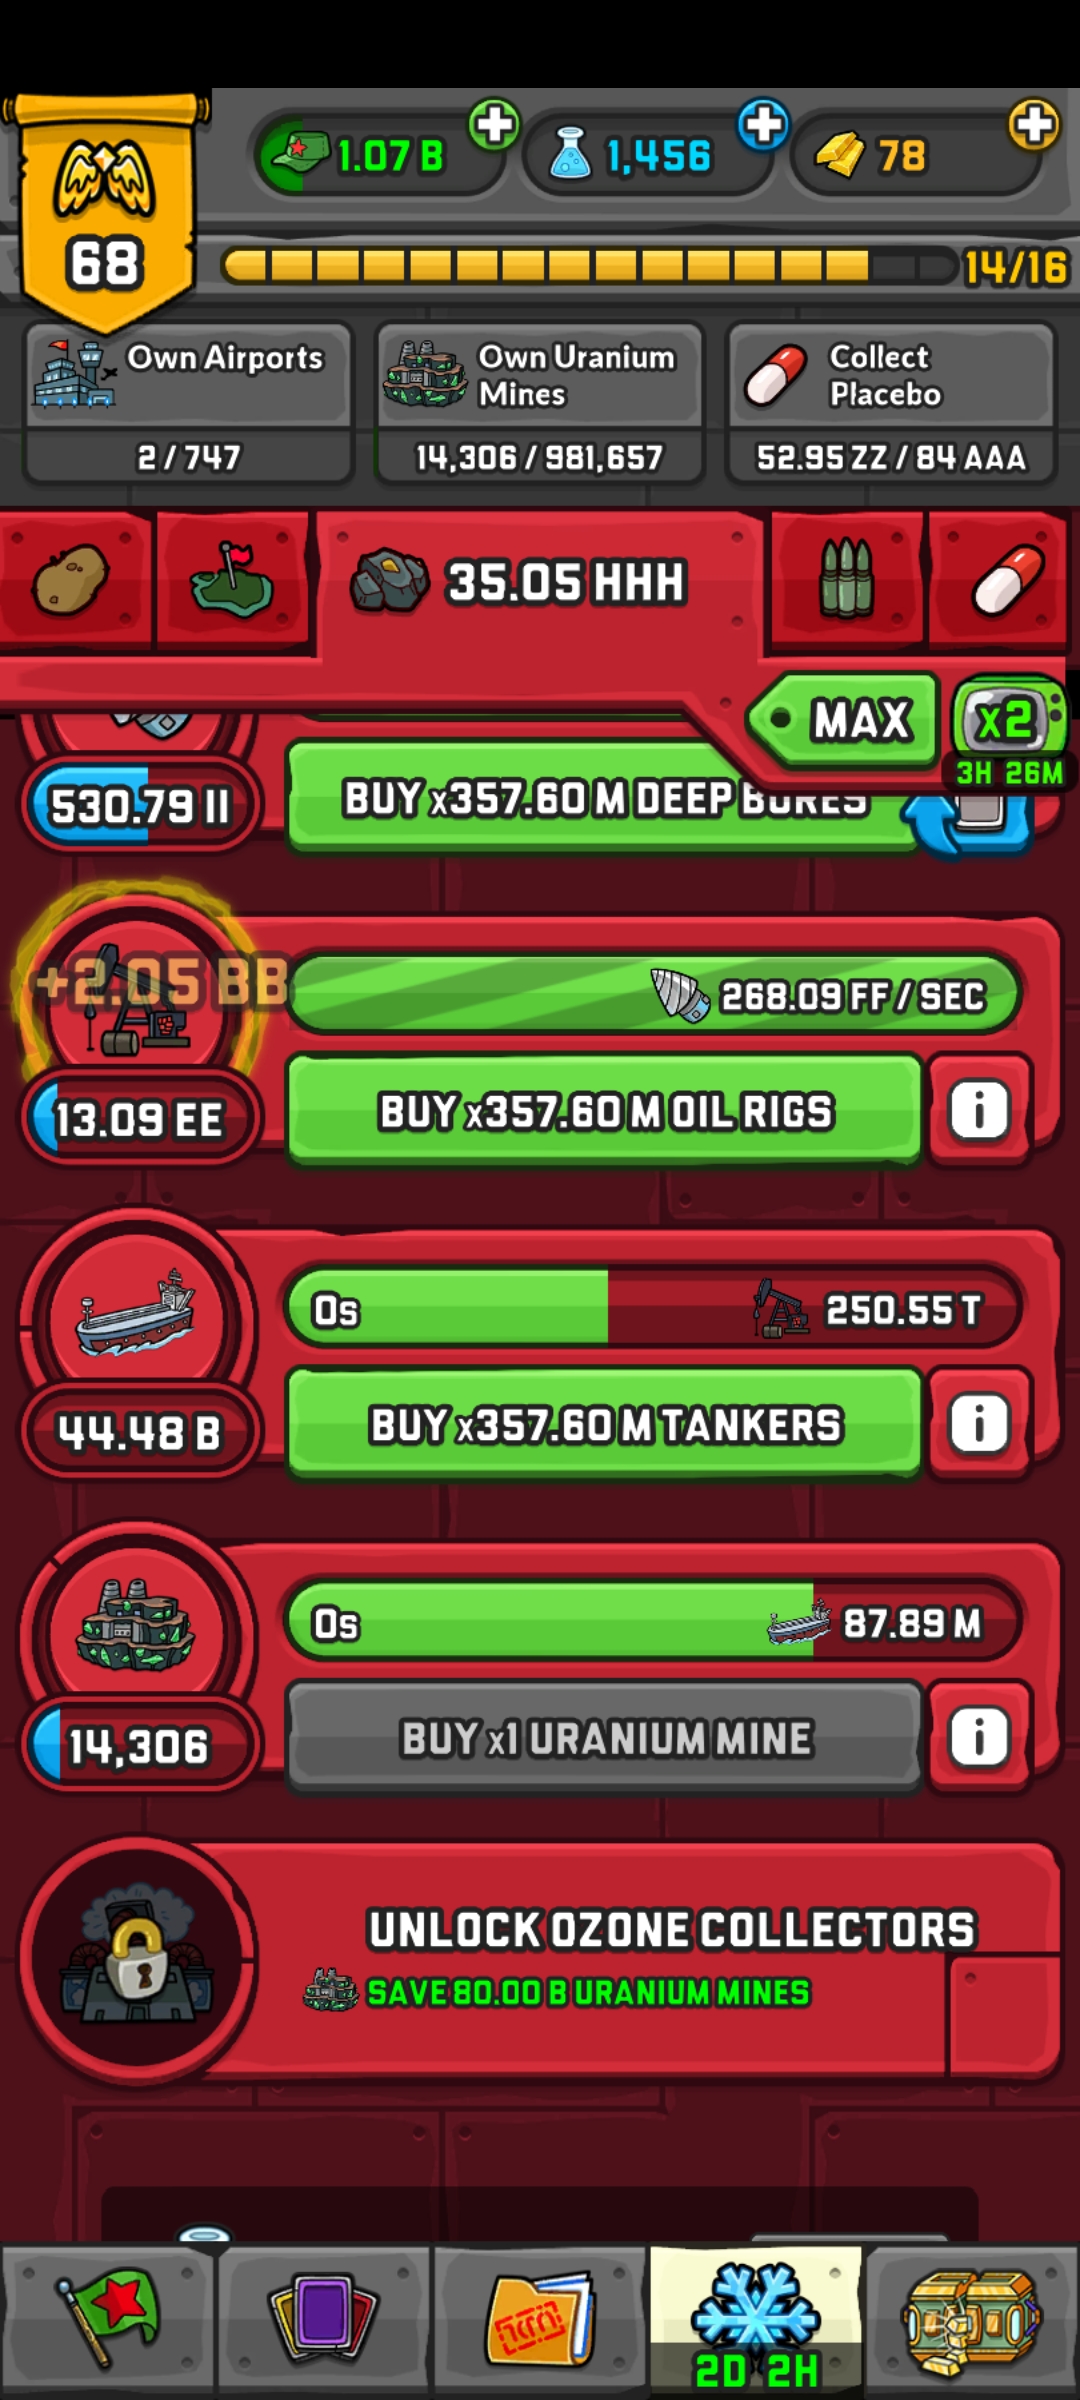 1.07 B
1,456
78
68
14/16
Own Airports
2 / 747
Own Uranium
Mines
14,306 / 981,657
Collect
Placebo
52.95 ZZ / 84 AAA
35.05 HHH
MAX
x2
3H 26M
530.79 II
BUY x357.60 M DEEP BORES
+2.05 BB
268.09 FF / SEC
13.09 EE
BUY x357.60 M OIL RIGS
i
0s
250.55 T
44.48 B
BUY x357.60 M TANKERS
i
0s
87.89 M
14,306
BUY x1 URANIUM MINE
i
UNLOCK OZONE COLLECTORS
SAVE 80.00 B URANIUM MINES
2D 2H